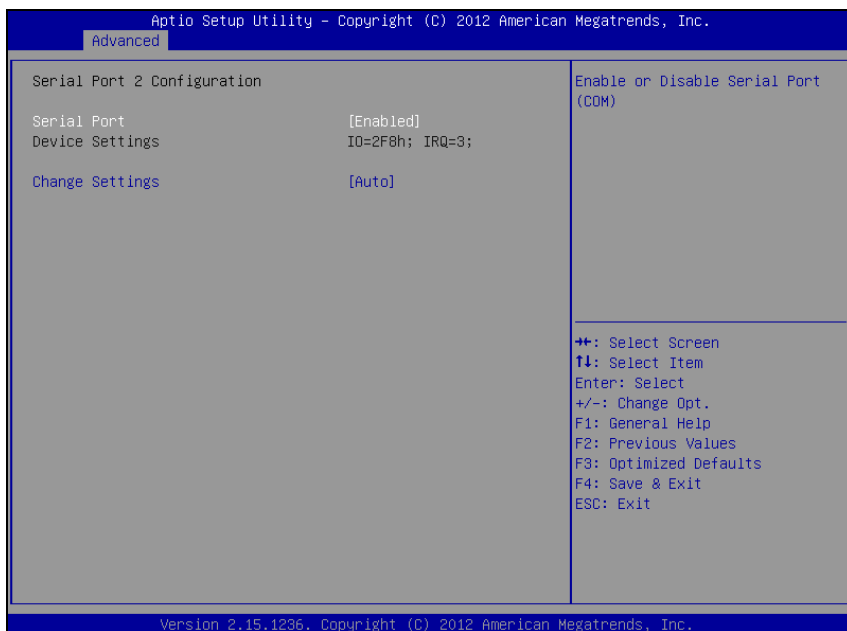 Aptio Setup Utility – Copyright (C) 2012 American Megatrends, Inc.
Advanced
Serial Port 2 Configuration
Serial Port [Enabled]
Device Settings IO=2F8h; IRQ=3;
Change Settings [Auto]
Enable or Disable Serial Port
(COM)
→←: Select Screen
↑↓: Select Item
Enter: Select
+/-: Change Opt.
F1: General Help
F2: Previous Values
F3: Optimized Defaults
F4: Save & Exit
ESC: Exit
Version 2.15.1236. Copyright (C) 2012 American Megatrends, Inc.